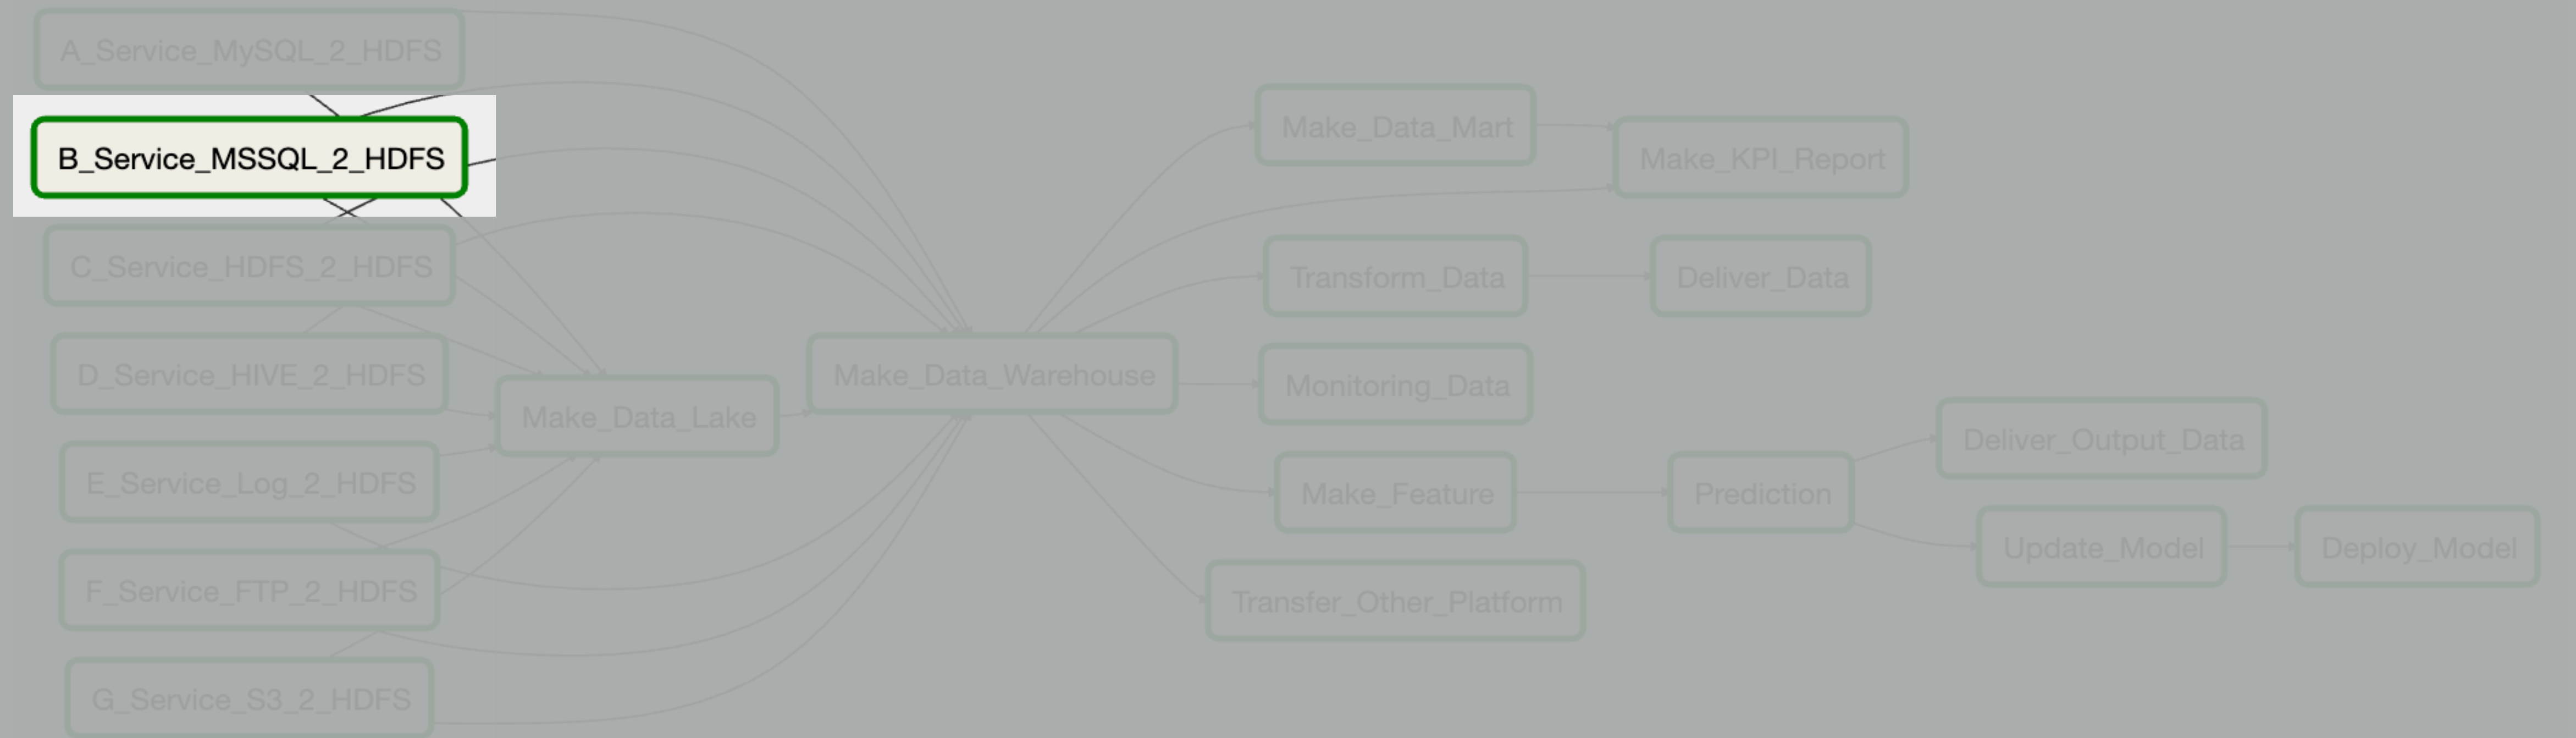 A_Service_MySQL_2_HDFS
B_Service_MSSQL_2_HDFS
C_Service_HDFS_2_HDFS
D_Service_HIVE_2_HDFS
E_Service_Log_2_HDFS
F_Service_FTP_2_HDFS
G_Service_S3_2_HDFS
Make_Data_Lake
Make_Data_Warehouse
Make_Data_Mart
Make_KPI_Report
Transform_Data
Deliver_Data
Monitoring_Data
Make_Feature
Prediction
Deliver_Output_Data
Update_Model
Deploy_Model
Transfer_Other_Platform